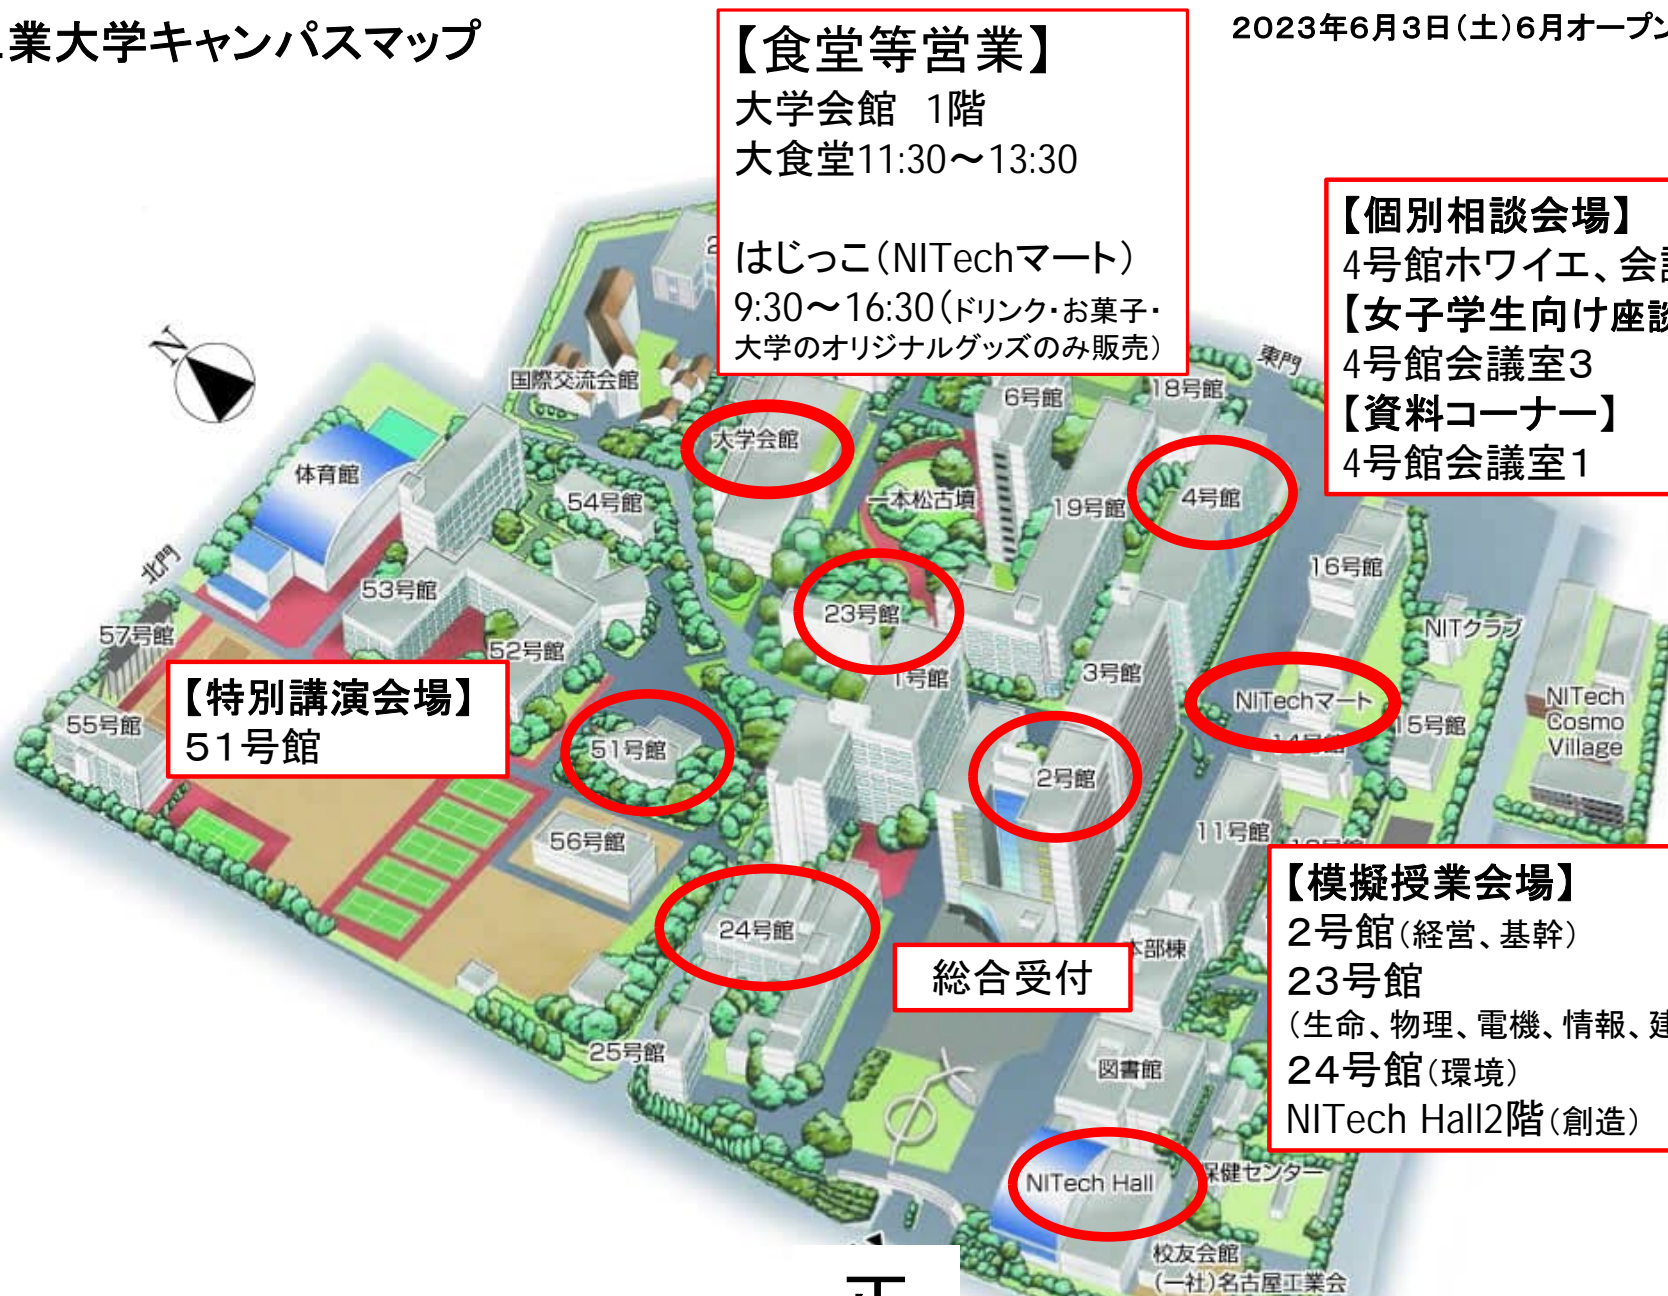 業大学キャンパスマップ
2023年6月3日(土)6月オープン
【食堂等営業】
大学会館 1階
大食堂11:30～13:30
はじっこ(NITechマート)
9:30～16:30(ドリンク・お菓子・
大学のオリジナルグッズのみ販売)
【個別相談会場】
4号館ホワイエ、会
【女子学生向け座談
4号館会議室3
【資料コーナー】
4号館会議室1
N
東門
国際交流会館
6号館
18号館
大学会館
体育館
54号館
一本松古墳
19号館
4号館
16号館
北門
53号館
23号館
57号館
52号館
NITクラブ
1号館
3号館
【特別講演会場】
51号館
NITechマート
NITech
Cosmo
Village
55号館
51号館
14号館
15号館
2号館
56号館
11号館
【模擬授業会場】
2号館(経営、基幹)
23号館
(生命、物理、電機、情報、建
24号館(環境)
NITech Hall2階(創造)
24号館
総合受付
本部棟
25号館
図書館
NITech Hall
保健センター
校友会館
(一社)名古屋工業会
正